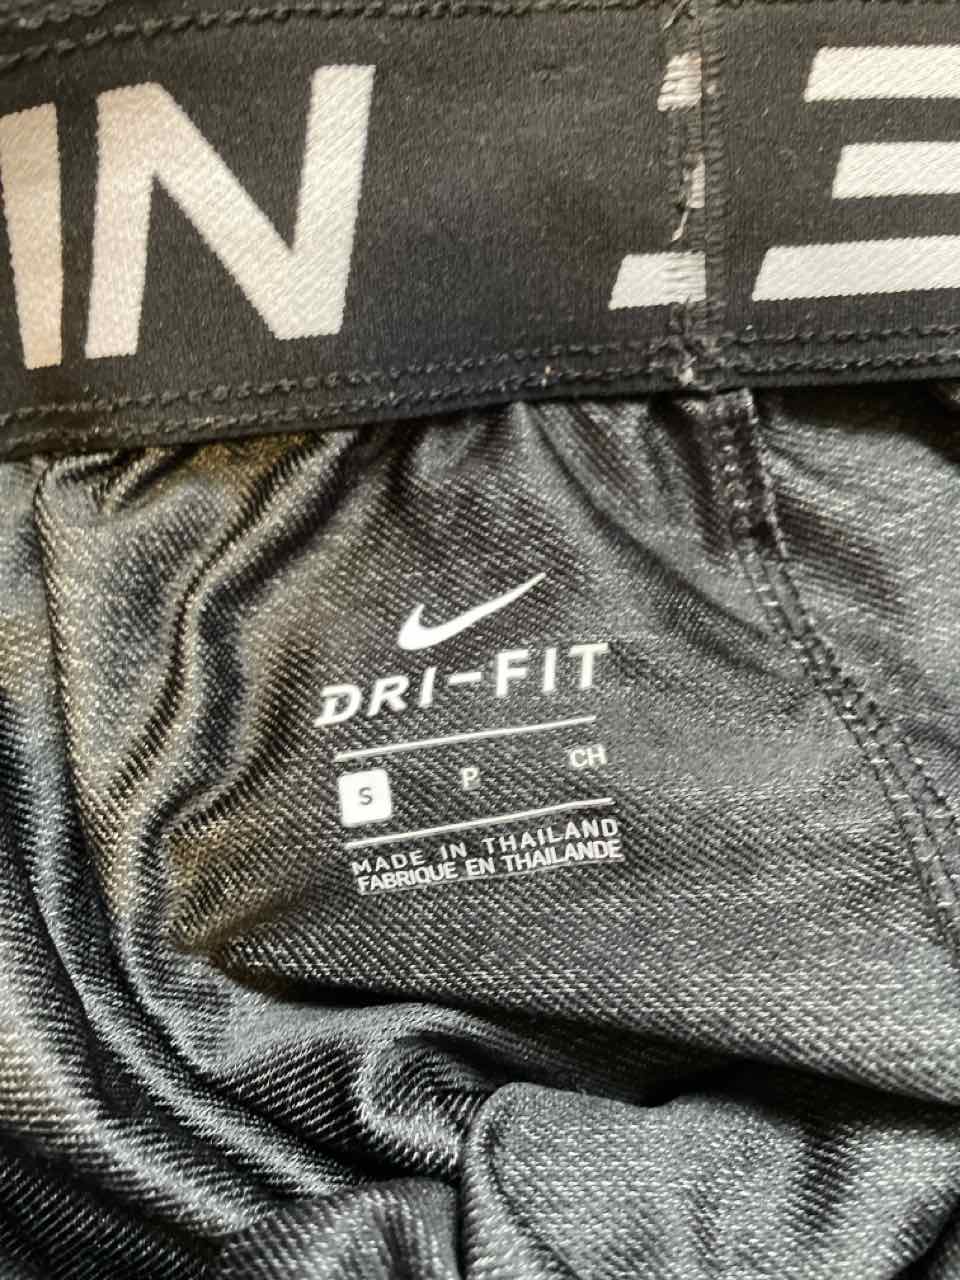 IN E
DRI-FIT
S P CH
MADE IN THAILAND
FABRIQUE EN THAILANDE